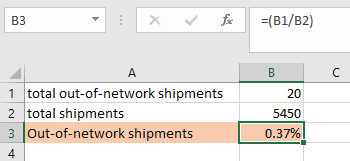 B3 fx =(B1/B2)
A B C
1 total out-of-network shipments 20
2 total shipments 5450
3 Out-of-network shipments 0.37%
4